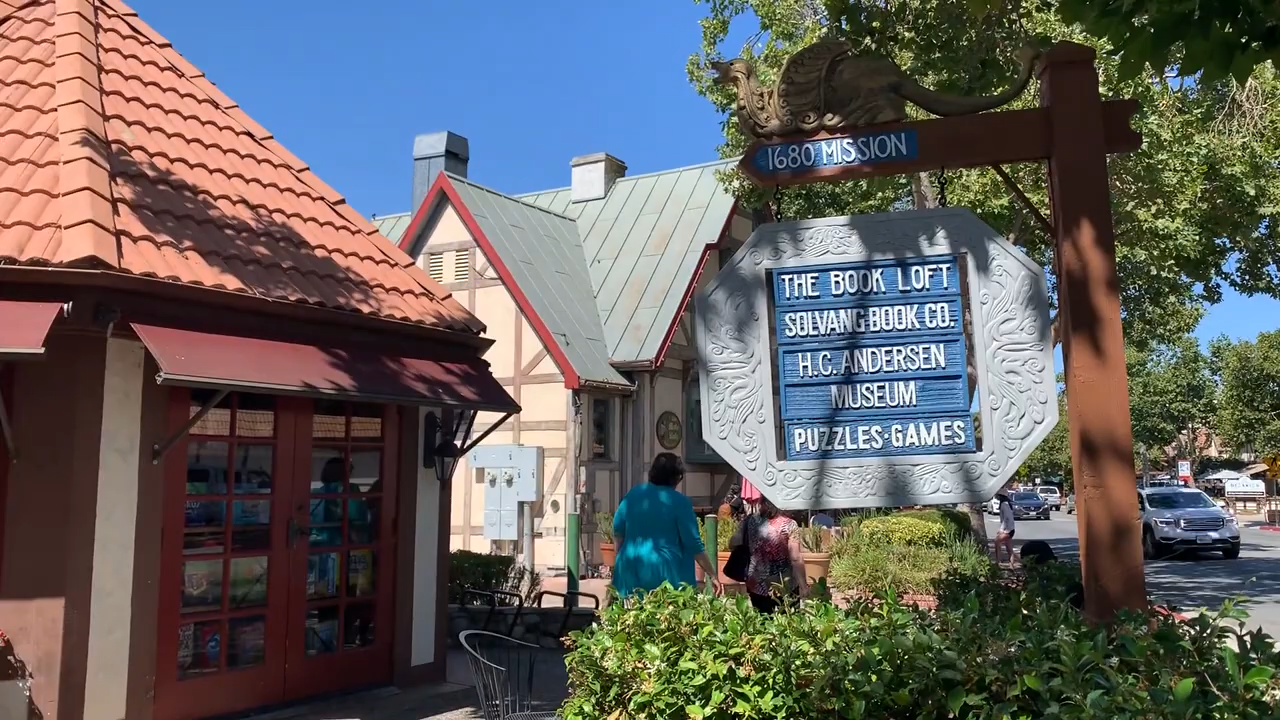 1680 MISSION
THE BOOK LOFT
SOLVANG BOOK CO.
H.C. ANDERSEN
MUSEUM
PUZZLES·GAMES